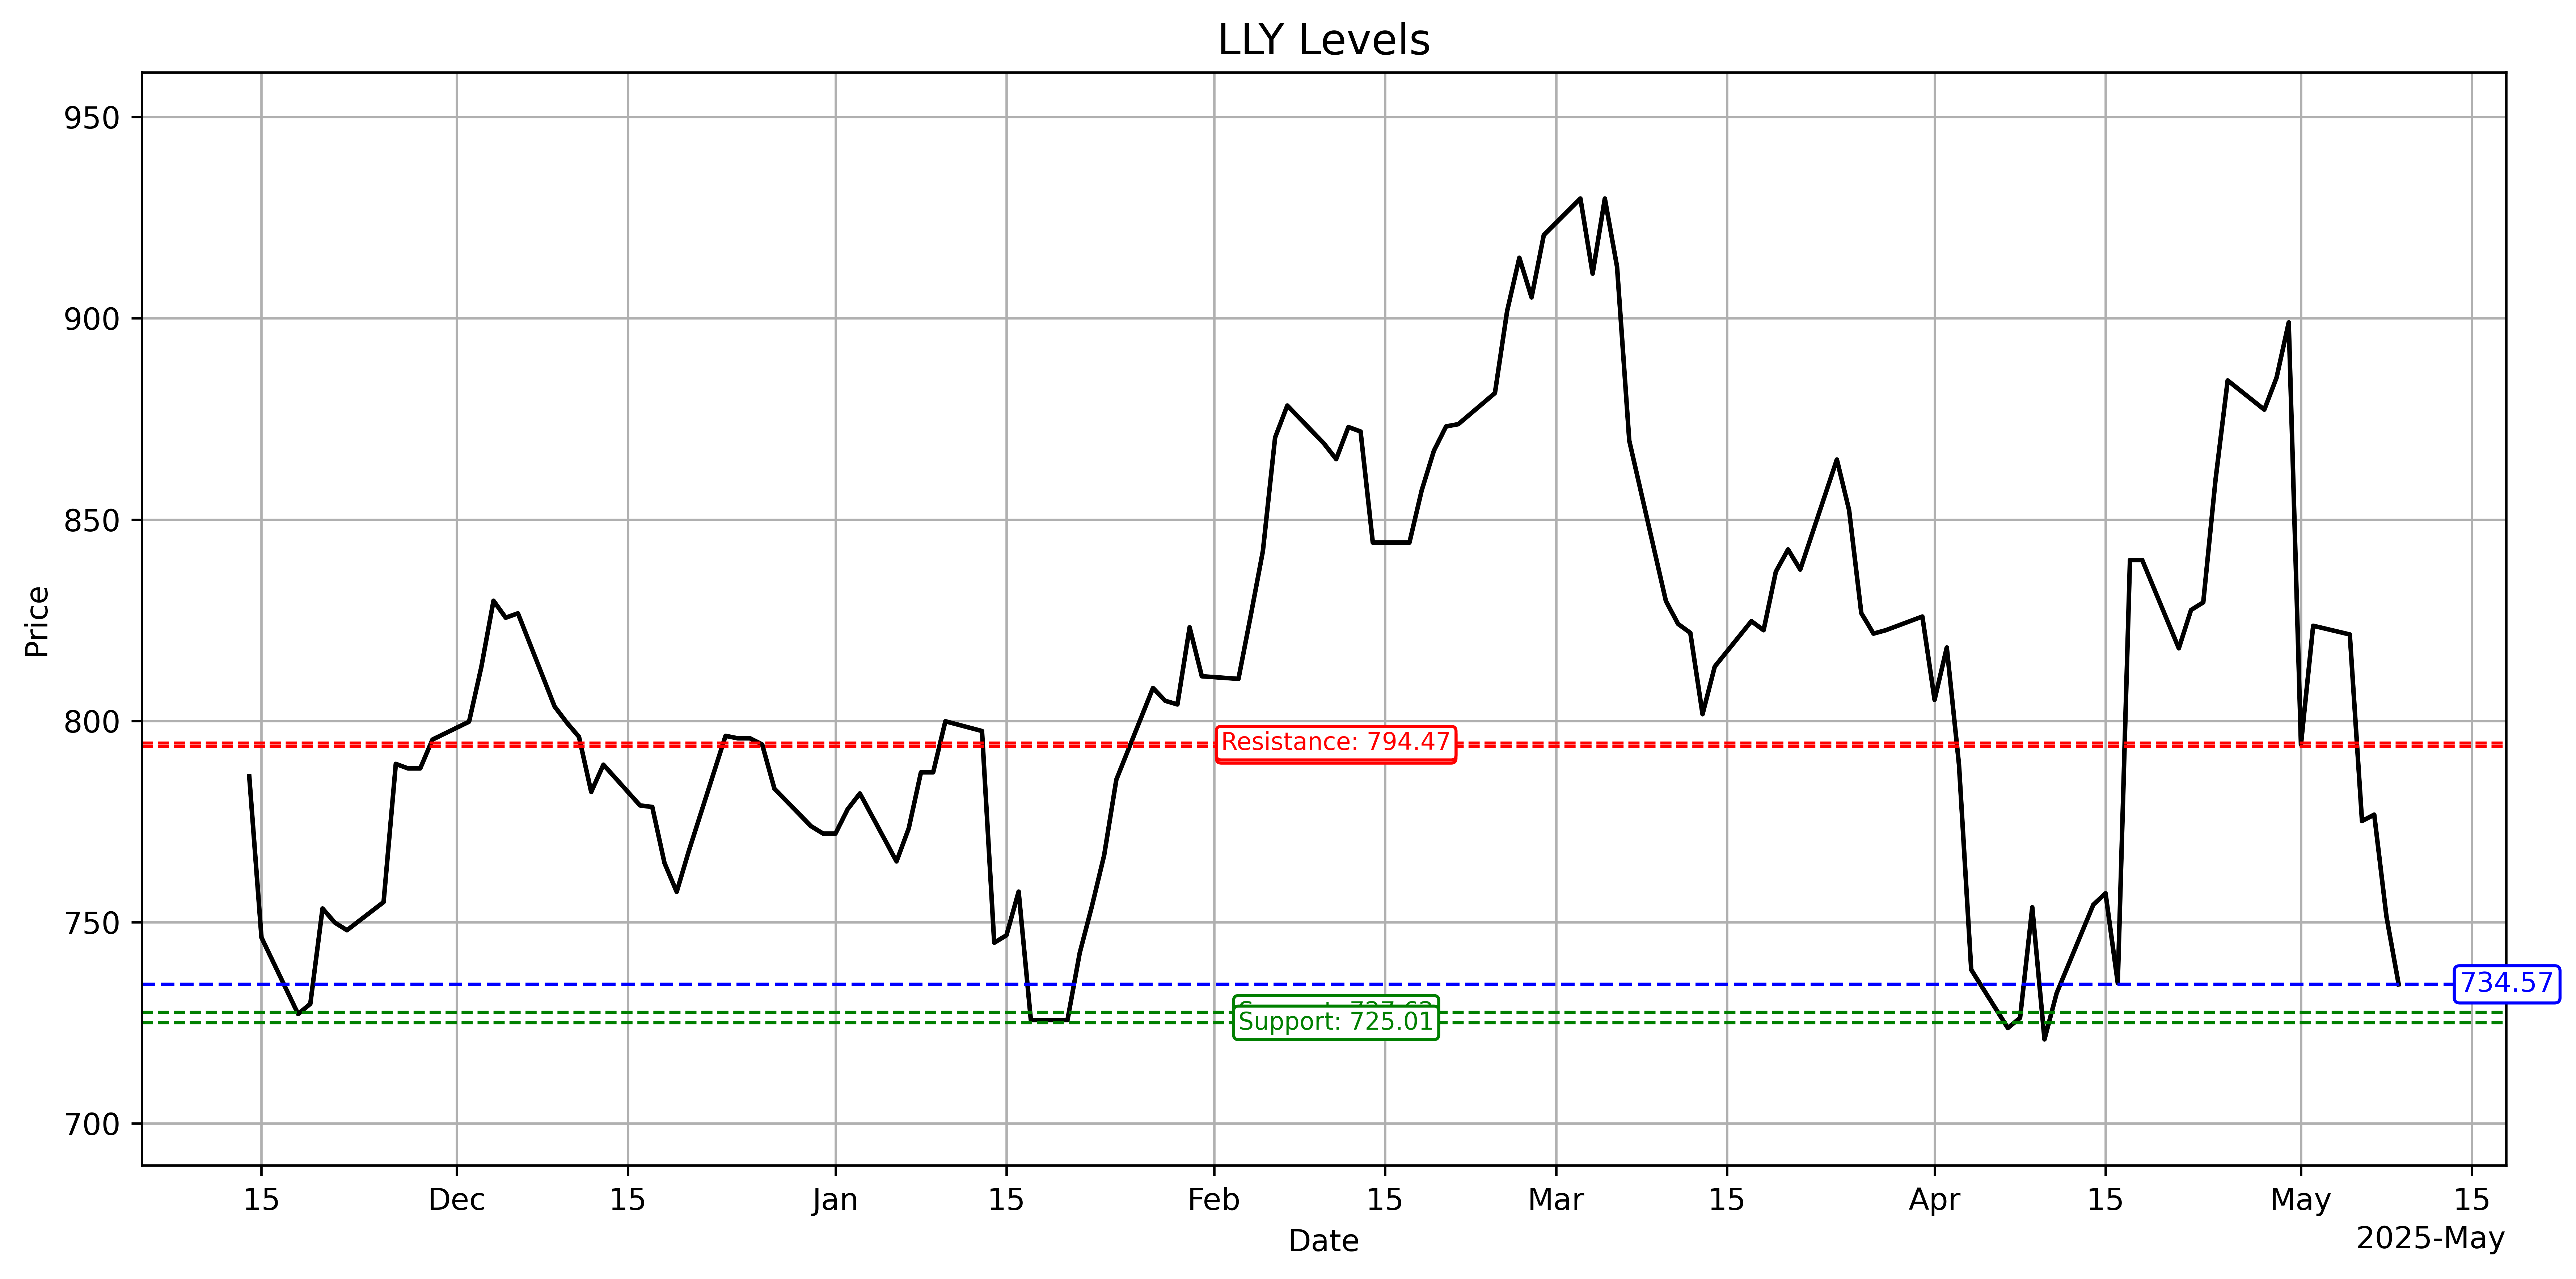 LLY Levels
950
900
850
800
750
700
Price
Resistance: 794.47
734.57
Support: 725.01
15 Dec 15 Jan 15 Feb 15 Mar 15 Apr 15 May 15
Date
2025-May